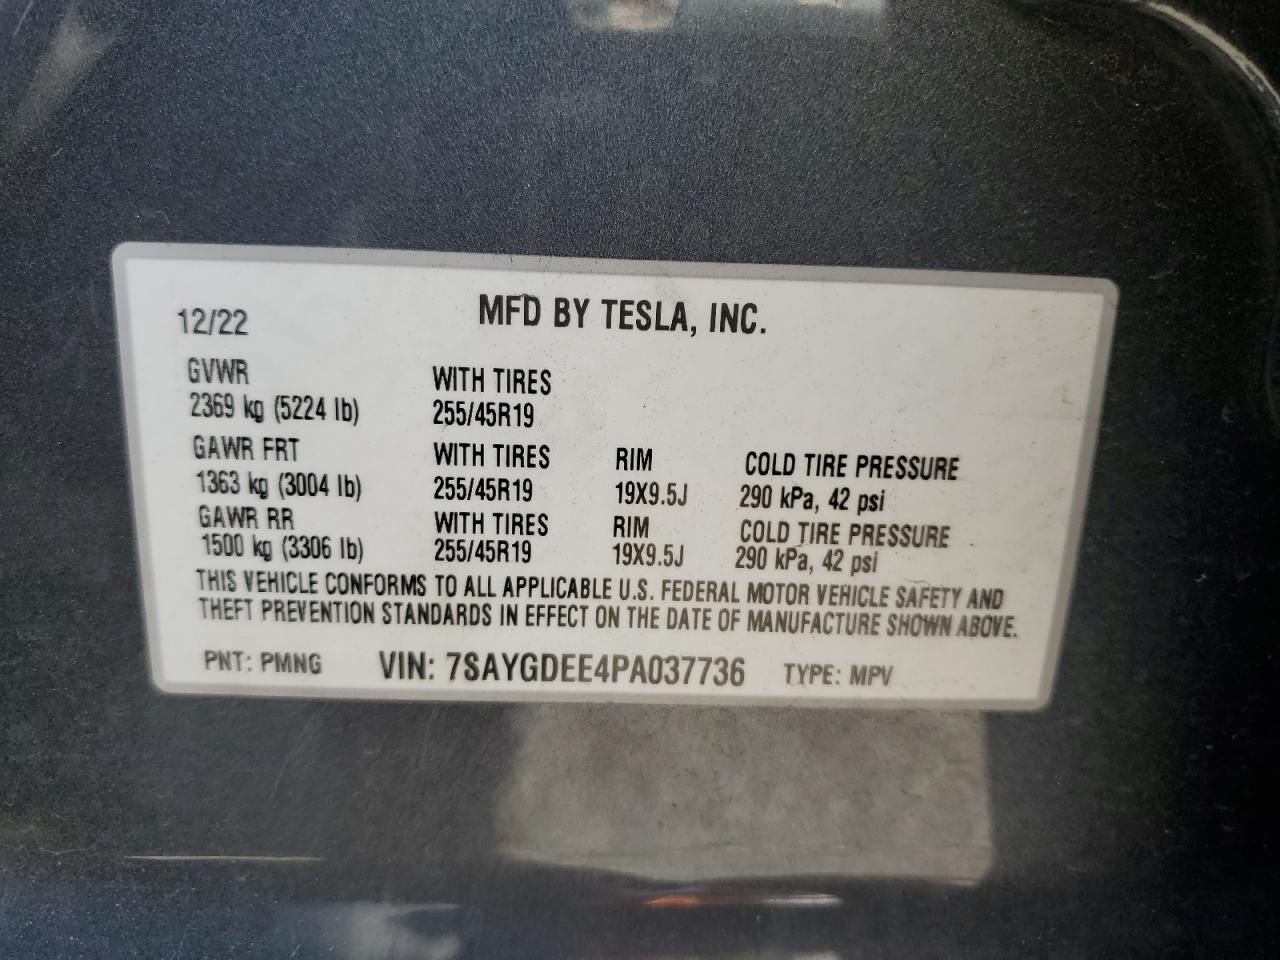 12/22 MFD BY TESLA, INC.
GVWR WITH TIRES
2369 kg (5224 lb) 255/45R19
GAWR FRT WITH TIRES RIM COLD TIRE PRESSURE
1363 kg (3004 lb) 255/45R19 19X9.5J 290 kPa, 42 psi
GAWR RR WITH TIRES RIM COLD TIRE PRESSURE
1500 kg (3306 lb) 255/45R19 19X9.5J 290 kPa, 42 psi
THIS VEHICLE CONFORMS TO ALL APPLICABLE U.S. FEDERAL MOTOR VEHICLE SAFETY AND
THEFT PREVENTION STANDARDS IN EFFECT ON THE DATE OF MANUFACTURE SHOWN ABOVE.
PNT: PMNG VIN: 7SAYGDEE4PA037736 TYPE: MPV